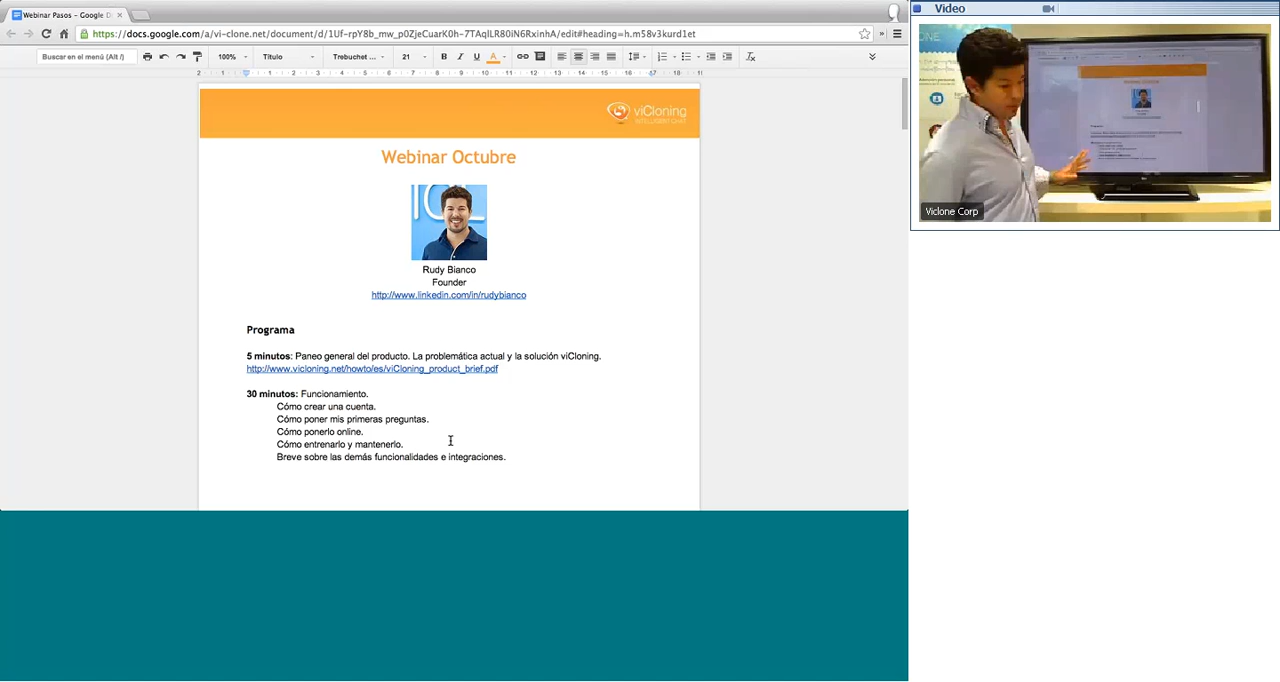 Webinar Pasos - Google D
https://docs.google.com/a/vi-clone.net/document/d/1Uf-rpY8b_mw_p0ZjeCuarK0h-7TAqlLR80iN6RxinhA/edit#heading=h.m58v3kurd1et
Buscar en el menú (Alt /)
100%
Título
Trebuchet ...
21
viCloning
INTELLIGENT CHAT
Webinar Octubre
Rudy Bianco
Founder
http://www.linkedin.com/in/rudybianco
Programa
5 minutos: Paneo general del producto. La problemática actual y la solución viCloning.
http://www.vicloning.net/howto/es/viCloning_product_brief.pdf
30 minutos: Funcionamiento.
Cómo crear una cuenta.
Cómo poner mis primeras preguntas.
Cómo ponerlo online.
Cómo entrenarlo y mantenerlo.
Breve sobre las demás funcionalidades e integraciones.
Video
Viclone Corp